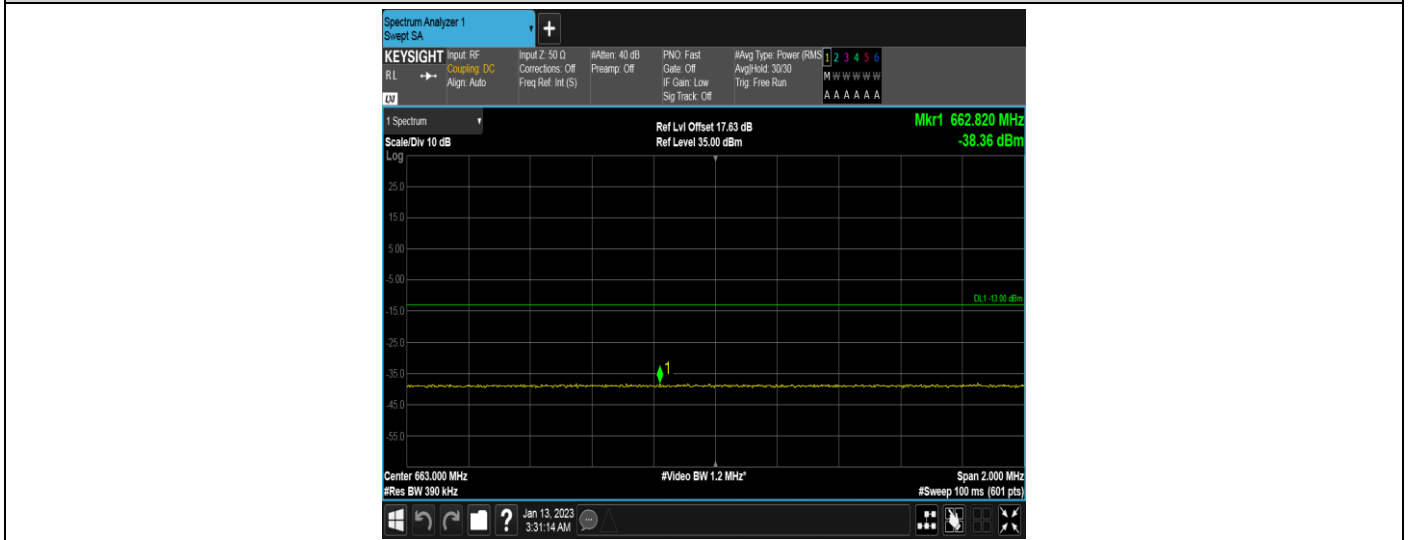 Spectrum Analyzer 1
Swept SA
+
KEYSIGHT
RL
LXI
Input: RF
Coupling: DC
Align: Auto
Input Z: 50 Ω
Corrections: Off
Freq Ref: Int (S)
#Atten: 40 dB
Preamp: Off
PNO: Fast
Gate: Off
IF Gain: Low
Sig Track: Off
#Avg Type: Power (RMS
Avg|Hold: 30/30
Trig: Free Run
1 2 3 4 5 6
M W W W W W
A A A A A A
1 Spectrum
Scale/Div 10 dB
Log
Ref Lvl Offset 17.63 dB
Ref Level 35.00 dBm
Mkr1 662.820 MHz
-38.36 dBm
25.0
15.0
5.00
-5.00
DL1 -13.00 dBm
-15.0
-25.0
1
-35.0
-45.0
-55.0
Center 663.000 MHz
#Res BW 390 kHz
#Video BW 1.2 MHz*
Span 2.000 MHz
#Sweep 100 ms (601 pts)
?
Jan 13, 2023
3:31:14 AM